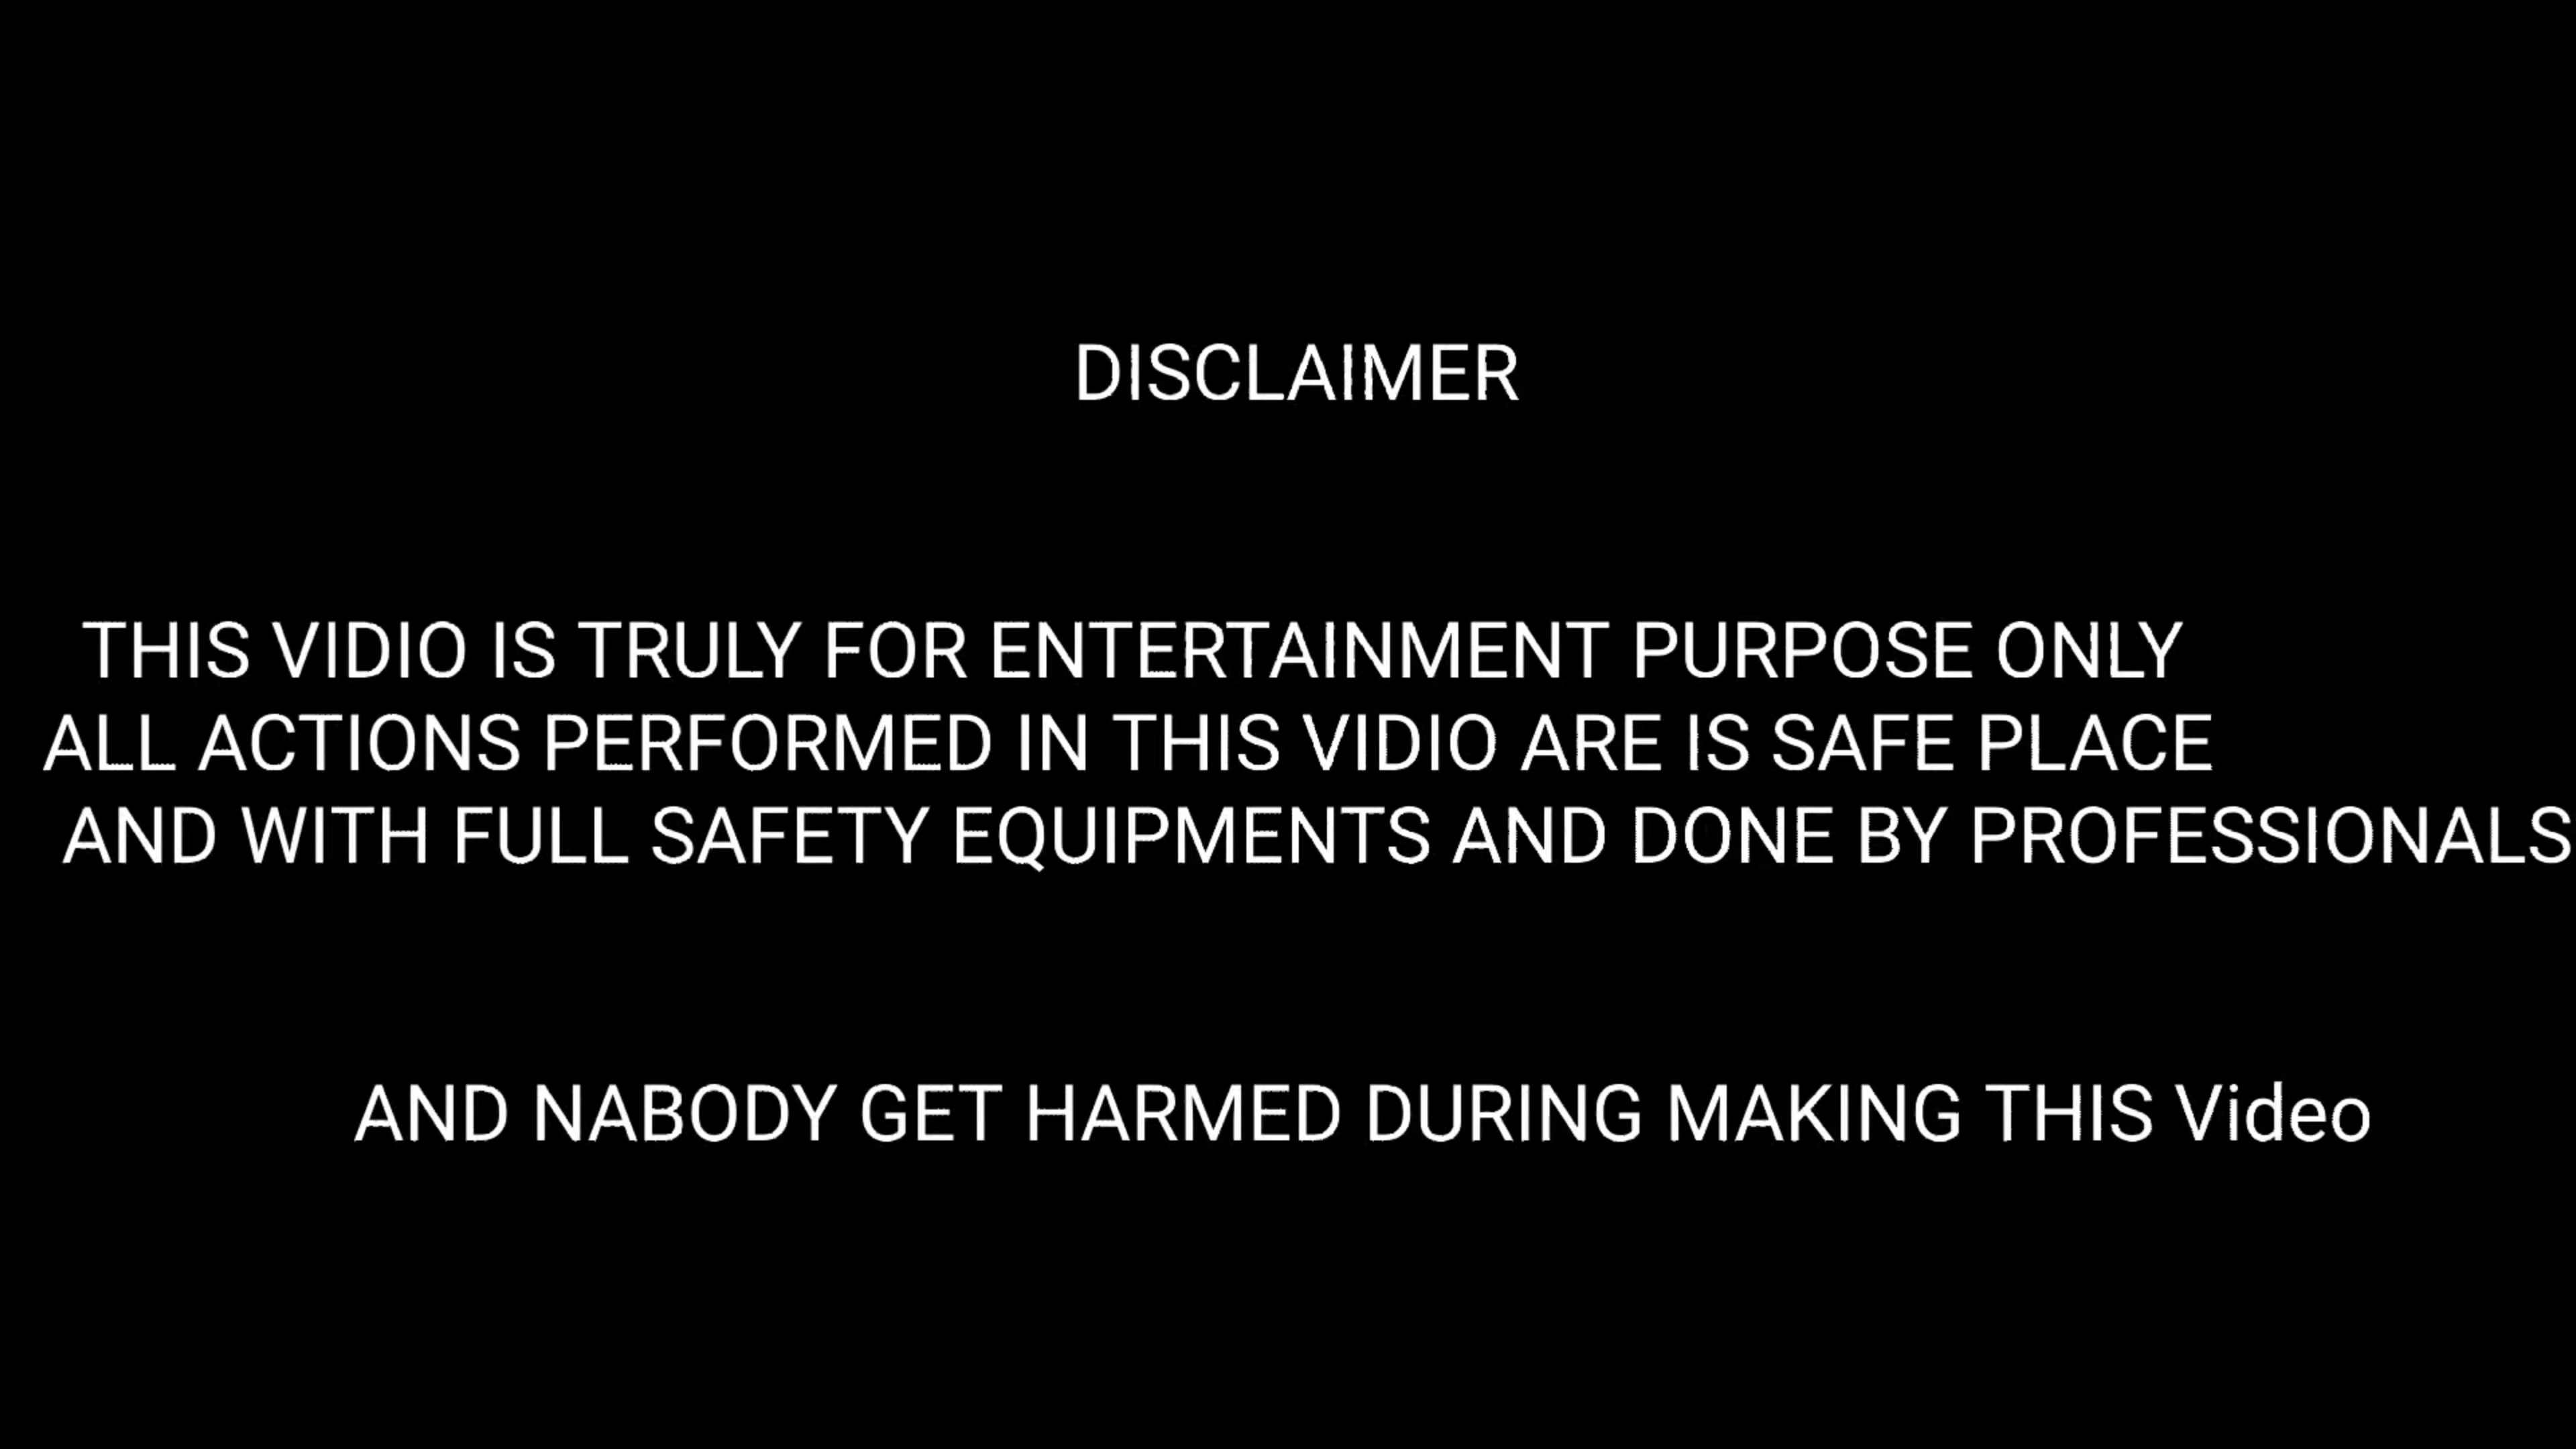 DISCLAIMER
THIS VIDIO IS TRULY FOR ENTERTAINMENT PURPOSE ONLY
ALL ACTIONS PERFORMED IN THIS VIDIO ARE IS SAFE PLACE
AND WITH FULL SAFETY EQUIPMENTS AND DONE BY PROFESSIONALS
AND NABODY GET HARMED DURING MAKING THIS Video